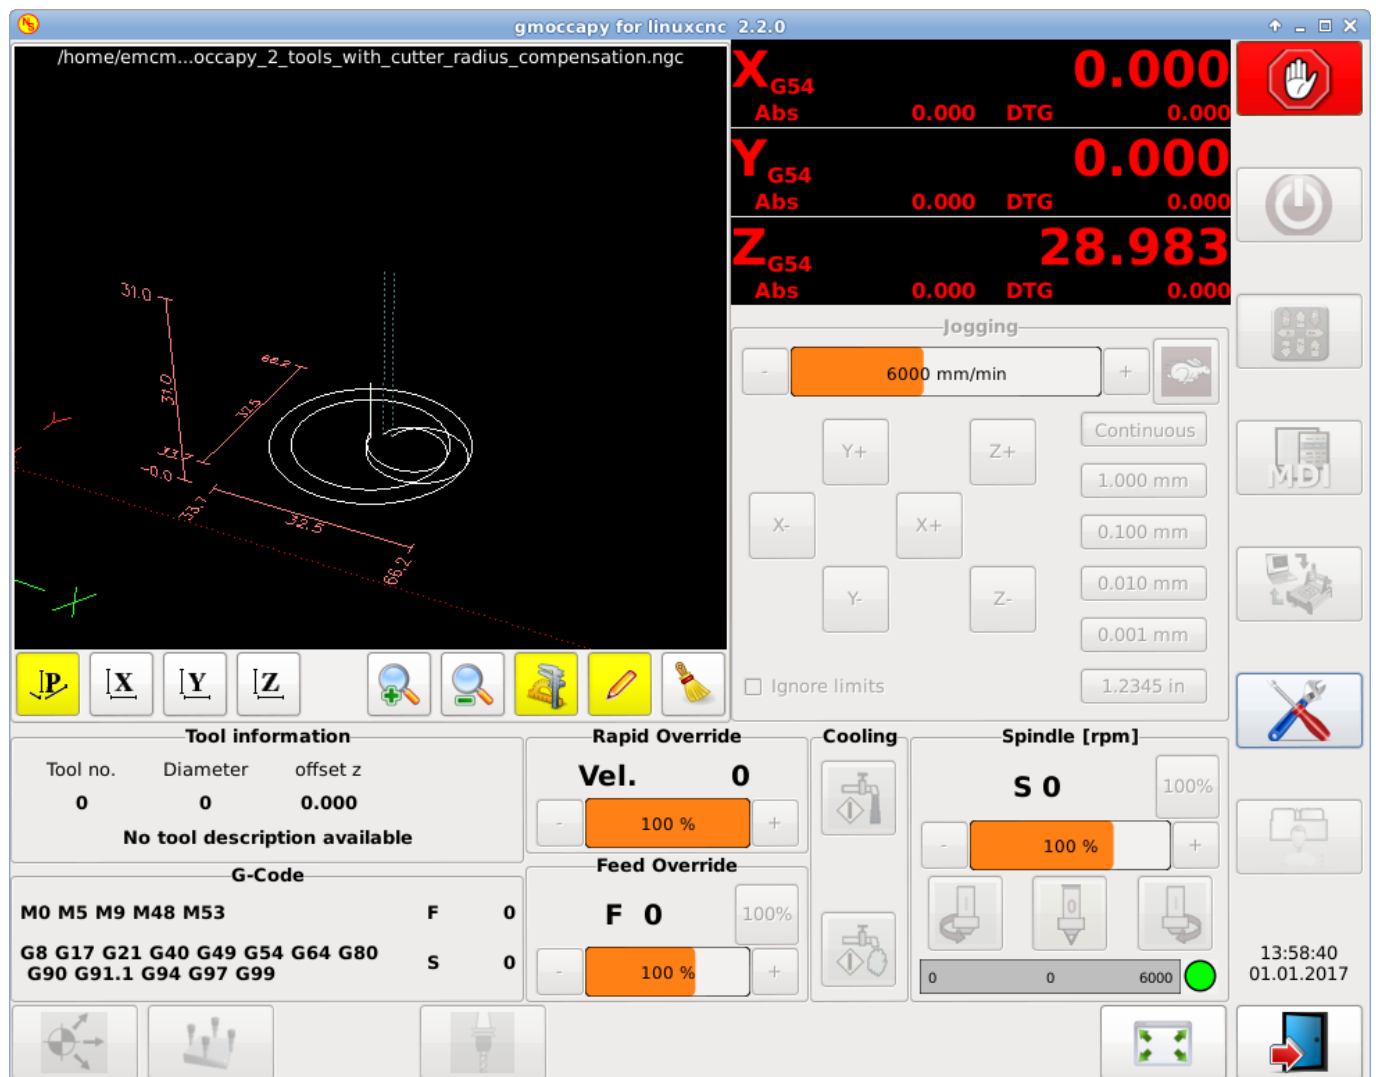 gmoccapy for linuxcnc 2.2.0
/home/emcm...occapy_2_tools_with_cutter_radius_compensation.ngc
X G54 0.000
Abs 0.000 DTG 0.000
Y G54 0.000
Abs 0.000 DTG 0.000
Z G54 28.983
Abs 0.000 DTG 0.000
31.0
66.2
31.0
32.5
Y
33.7
-0.0
33.7
32.5
66.2
X
Jogging
- 6000 mm/min +
Continuous
Y+ Z+
1.000 mm
X- X+
0.100 mm
0.010 mm
Y- Z-
0.001 mm
Ignore limits
1.2345 in
MDI
P X Y Z
Tool information
Tool no. Diameter offset z
0 0 0.000
No tool description available
G-Code
M0 M5 M9 M48 M53 F 0
G8 G17 G21 G40 G49 G54 G64 G80
G90 G91.1 G94 G97 G99
S 0
Rapid Override
Vel. 0
- 100 % +
Feed Override
F 0 100%
- 100 % +
Cooling
Spindle [rpm]
S 0 100%
- 100 % +
I 0 I
0 0 6000
13:58:40
01.01.2017